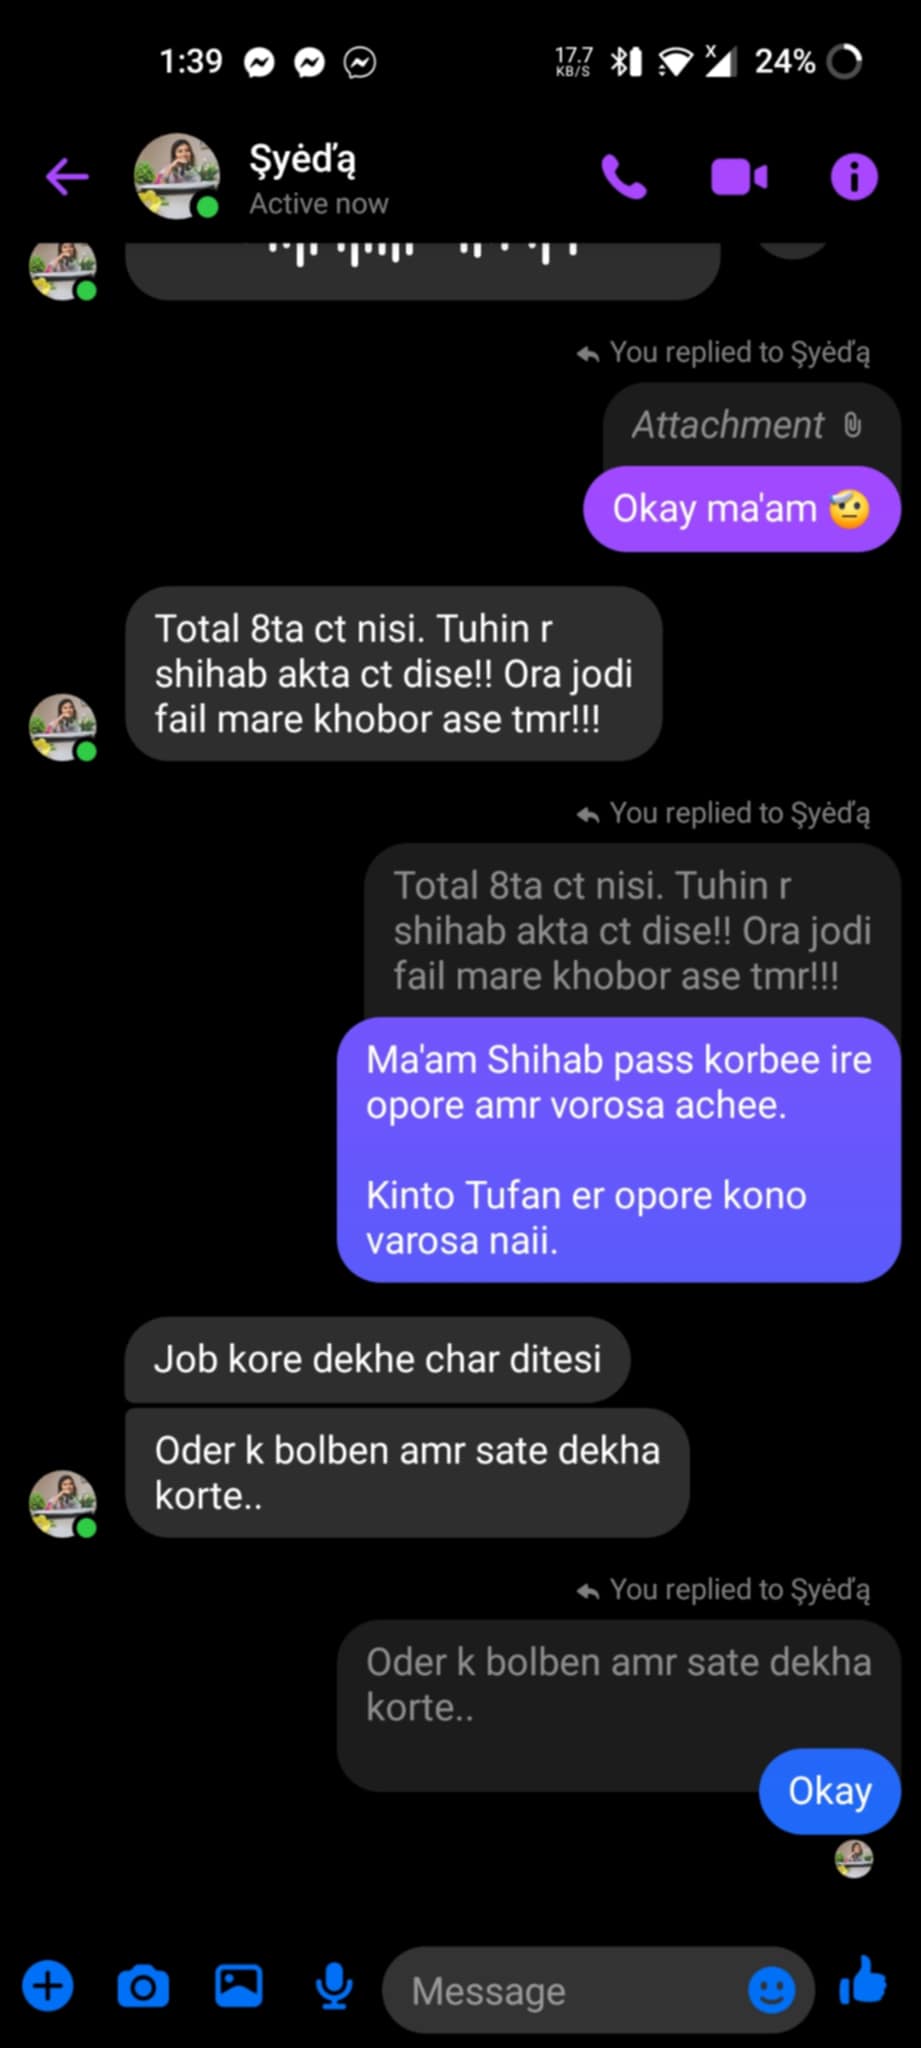 1:39
17.7
KB/S
X
24%
Şyėďą
Active now
You replied to Şyėďą
Attachment
Okay ma'am 🤕
Total 8ta ct nisi. Tuhin r
shihab akta ct dise!! Ora jodi
fail mare khobor ase tmr!!!
You replied to Şyėďą
Total 8ta ct nisi. Tuhin r
shihab akta ct dise!! Ora jodi
fail mare khobor ase tmr!!!
Ma'am Shihab pass korbee ire
opore amr vorosa achee.
Kinto Tufan er opore kono
varosa naii.
Job kore dekhe char ditesi
Oder k bolben amr sate dekha
korte..
You replied to Şyėďą
Oder k bolben amr sate dekha
korte..
Okay
Message